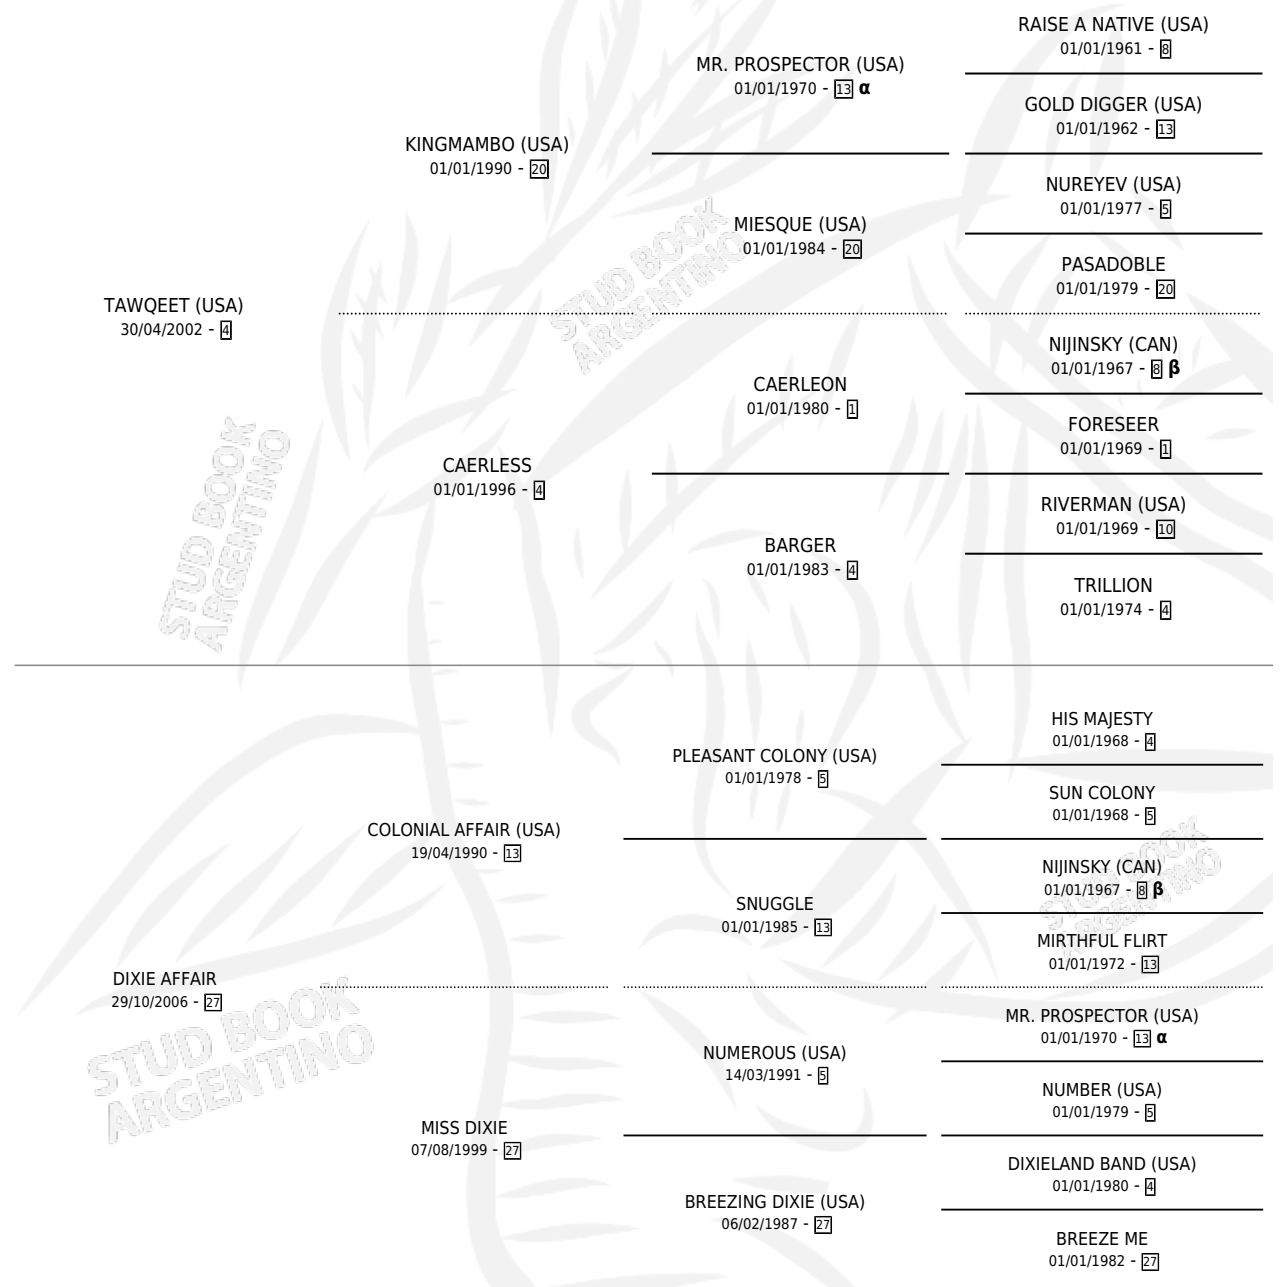 RAISE A NATIVE (USA)
01/01/1961 - 8
MR. PROSPECTOR (USA)
01/01/1970 - 13 α
GOLD DIGGER (USA)
01/01/1962 - 13
KINGMAMBO (USA)
01/01/1990 - 20
NUREYEV (USA)
01/01/1977 - 5
MIESQUE (USA)
01/01/1984 - 20
PASADOBLE
01/01/1979 - 20
TAWQEET (USA)
30/04/2002 - 4
NIJINSKY (CAN)
01/01/1967 - 8 β
CAERLEON
01/01/1980 - 1
FORESEER
01/01/1969 - 1
CAERLESS
01/01/1996 - 4
RIVERMAN (USA)
01/01/1969 - 10
BARGER
01/01/1983 - 4
TRILLION
01/01/1974 - 4
HIS MAJESTY
01/01/1968 - 4
PLEASANT COLONY (USA)
01/01/1978 - 5
SUN COLONY
01/01/1968 - 5
COLONIAL AFFAIR (USA)
19/04/1990 - 13
NIJINSKY (CAN)
01/01/1967 - 8 β
SNUGGLE
01/01/1985 - 13
MIRTHFUL FLIRT
01/01/1972 - 13
DIXIE AFFAIR
29/10/2006 - 27
MR. PROSPECTOR (USA)
01/01/1970 - 13 α
NUMEROUS (USA)
14/03/1991 - 5
NUMBER (USA)
01/01/1979 - 5
MISS DIXIE
07/08/1999 - 27
DIXIELAND BAND (USA)
01/01/1980 - 4
BREEZING DIXIE (USA)
06/02/1987 - 27
BREEZE ME
01/01/1982 - 27
STUD BOOK
ARGENTINO
STUD BOOK
ARGENTINO
STUD BOOK
ARGENTINO
STUD BOOK
ARGENTINO